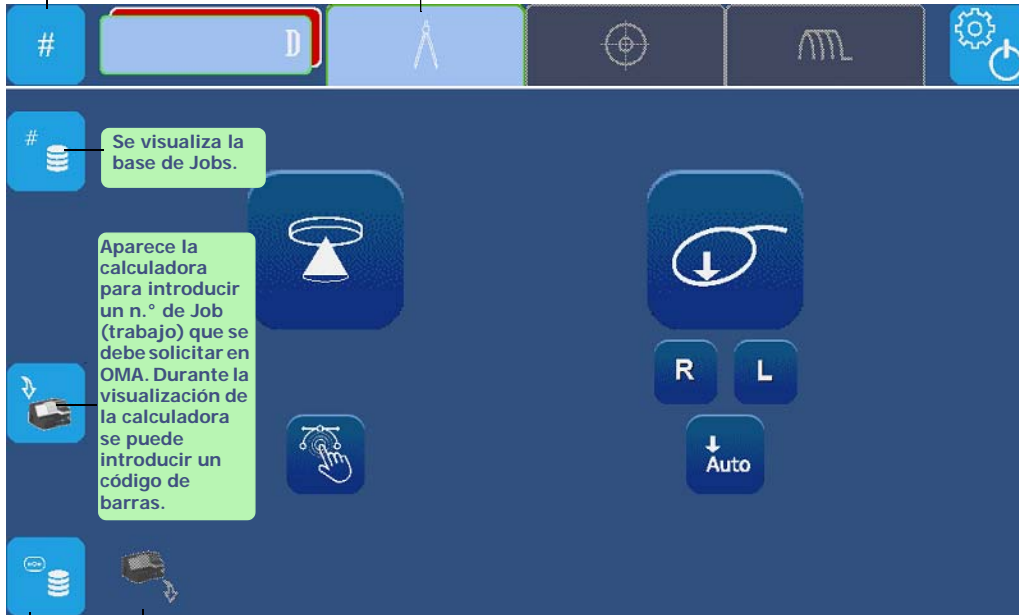 #
D
#
Se visualiza la
base de Jobs.
Aparece la
calculadora
para introducir
un n.° de Job
(trabajo) que se
debe solicitar en
OMA. Durante la
visualización de
la calculadora
se puede
introducir un
código de
barras.
R L
Auto